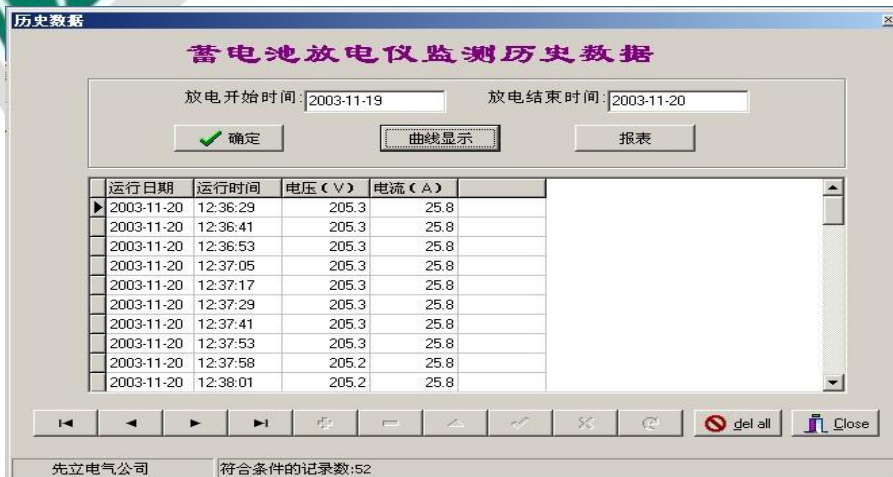 历史数据
蓄电池放电仪监测历史数据
放电开始时间: 2003-11-19 放电结束时间: 2003-11-20
确定 曲线显示 报表
运行日期 运行时间 电压(V) 电流(A)
2003-11-20 12:36:29 205.3 25.8
2003-11-20 12:36:41 205.3 25.8
2003-11-20 12:36:53 205.3 25.8
2003-11-20 12:37:05 205.3 25.8
2003-11-20 12:37:17 205.3 25.8
2003-11-20 12:37:29 205.3 25.8
2003-11-20 12:37:41 205.3 25.8
2003-11-20 12:37:53 205.3 25.8
2003-11-20 12:37:58 205.2 25.8
2003-11-20 12:38:01 205.2 25.8
del all Close
先立电气公司 符合条件的记录数:52